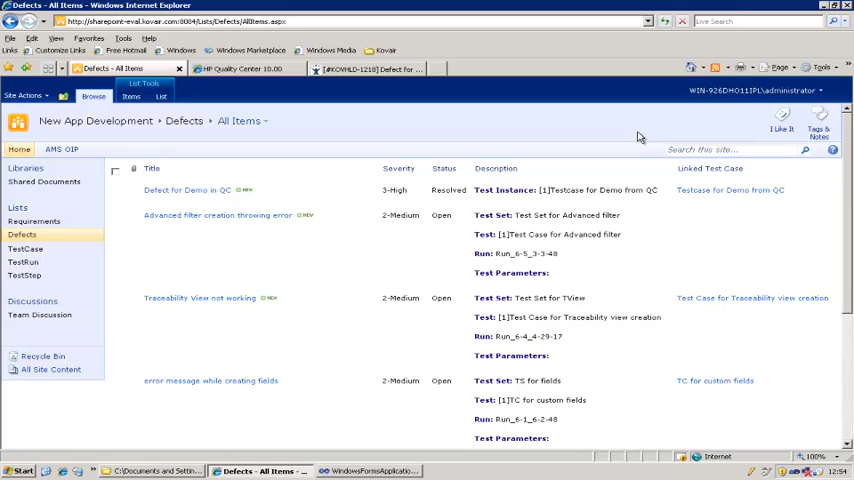 Defects - All Items - Windows Internet Explorer
http://sharepoint-eval.kovair.com:8084/Lists/Defects/AllItems.aspx
Live Search
File Edit View Favorites Tools Help
Links Customize Links Free Hotmail Windows Windows Marketplace Windows Media Kovair
Defects - All Items HP Quality Center 10.00 [#KOVHLD-1218] Defect for ... Page Tools
List Tools
Site Actions Browse Items List WIN-926DHO11IPL\administrator
New App Development Defects All Items
I Like It Tags & Notes
Home AMS OIP Search this site...
Libraries
Shared Documents
Lists
Requirements
Defects
TestCase
TestRun
TestStep
Discussions
Team Discussion
Recycle Bin
All Site Content
Title Severity Status Description Linked Test Case
Defect for Demo in QC NEW 3-High Resolved Test Instance: [1]Testcase for Demo from QC Testcase for Demo from QC
Advanced filter creation throwing error NEW 2-Medium Open Test Set: Test Set for Advanced filter
Test: [1]Test Case for Advanced filter
Run: Run_6-5_3-3-48
Test Parameters:
Traceability View not working NEW 2-Medium Open Test Set: Test Set for TView Test Case for Traceability view creation
Test: [1]Test Case for Traceability view creation
Run: Run_6-4_4-29-17
Test Parameters:
error message while creating fields 2-Medium Open Test Set: TS for fields TC for custom fields
Test: [1]TC for custom fields
Run: Run_6-1_6-2-48
Test Parameters:
Internet 100%
Start C:\Documents and Settin... Defects - All Items - ... WindowsFormsApplicatio... 12:54